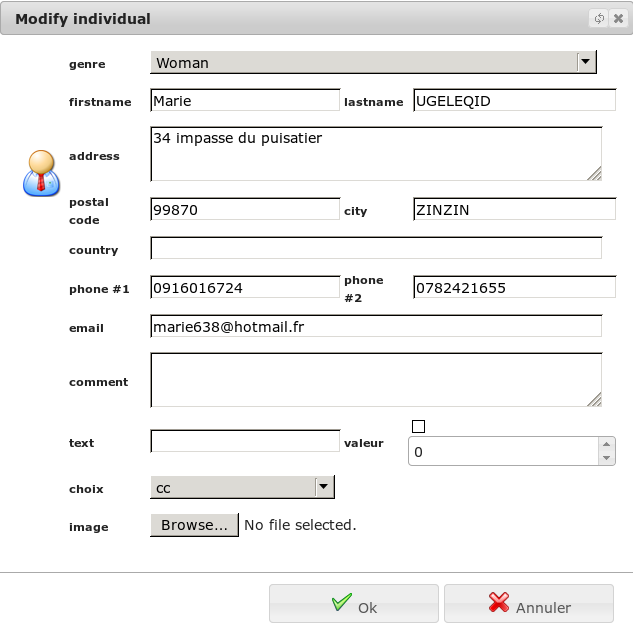 Modify individual
genre Woman
firstname Marie lastname UGELEQID
address 34 impasse du puisatier
postal code 99870 city ZINZIN
country
phone #1 0916016724 phone #2 0782421655
email marie638@hotmail.fr
comment
text valeur 0
choix cc
image Browse... No file selected.
Ok Annuler